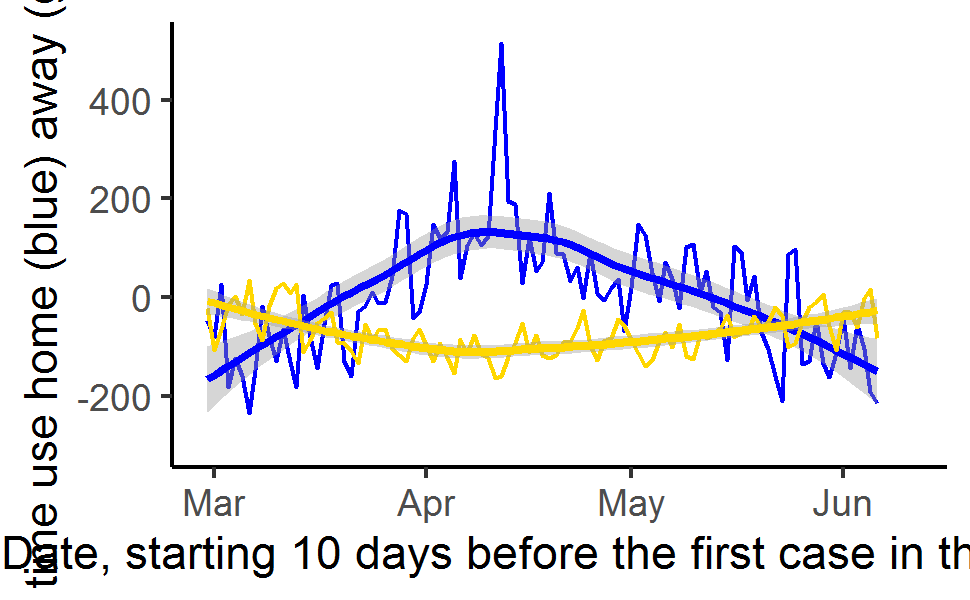 time use home (blue) away (
400
200
0
-200
Mar Apr May Jun
Date, starting 10 days before the first case in th